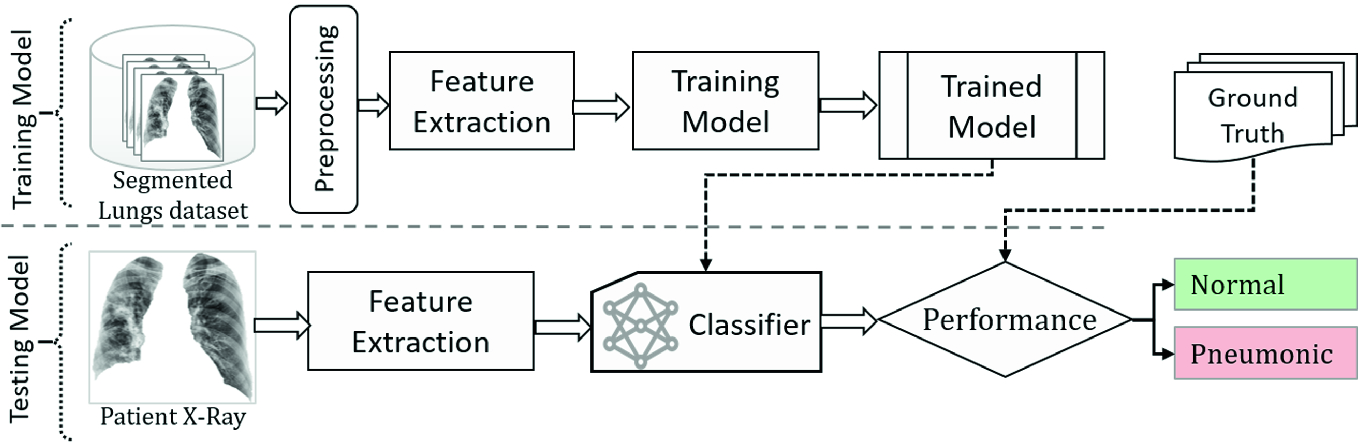 Training Model
Segmented
Lungs dataset
Preprocessing
Feature
Extraction
Training
Model
Trained
Model
Ground
Truth
Testing Model
Patient X-Ray
Feature
Extraction
Classifier
Performance
Normal
Pneumonic